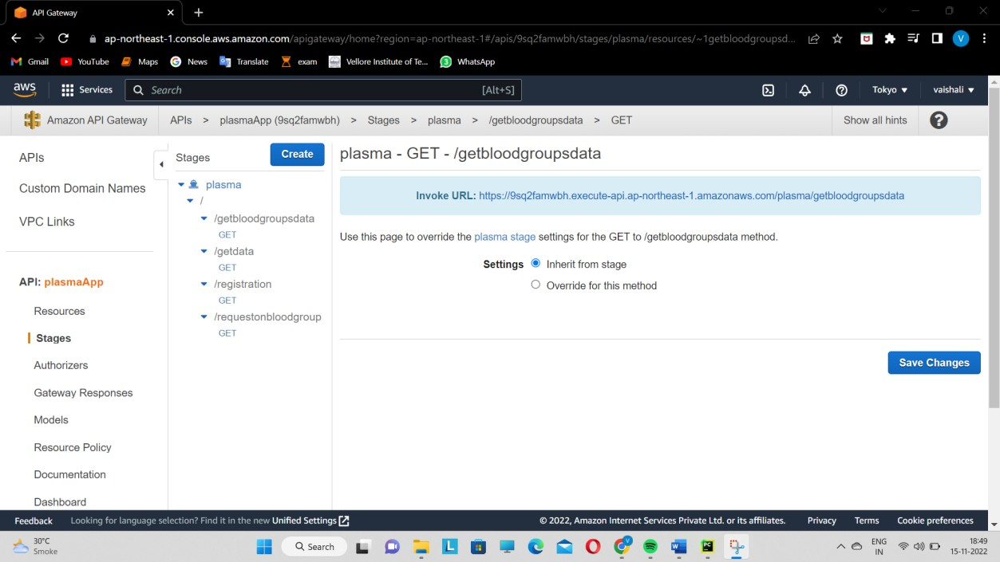 API Gateway
ap-northeast-1.console.aws.amazon.com/apigateway/home?region=ap-northeast-1#/apis/9sq2famwbh/stages/plasma/resources/~1getbloodgroupsd...
V
Gmail YouTube Maps News Translate exam Vellore Institute of Te... 3 WhatsApp
aws Services Search [Alt+S] Tokyo ▼ vaishali ▼
Amazon API Gateway APIs > plasmaApp (9sq2famwbh) > Stages > plasma > /getbloodgroupsdata > GET Show all hints ?
APIs
Custom Domain Names
VPC Links
API: plasmaApp
Resources
Stages
Authorizers
Gateway Responses
Models
Resource Policy
Documentation
Dashboard
Stages Create
plasma
/
/getbloodgroupsdata
GET
/getdata
GET
/registration
GET
/requestonbloodgroup
GET
plasma - GET - /getbloodgroupsdata
Invoke URL: https://9sq2famwbh.execute-api.ap-northeast-1.amazonaws.com/plasma/getbloodgroupsdata
Use this page to override the plasma stage settings for the GET to /getbloodgroupsdata method.
Settings Inherit from stage
Override for this method
Save Changes
Feedback Looking for language selection? Find it in the new Unified Settings © 2022, Amazon Internet Services Private Ltd. or its affiliates. Privacy Terms Cookie preferences
30°C
Smoke
Search
L
V
W
PC
ENG
IN
18:49
15-11-2022